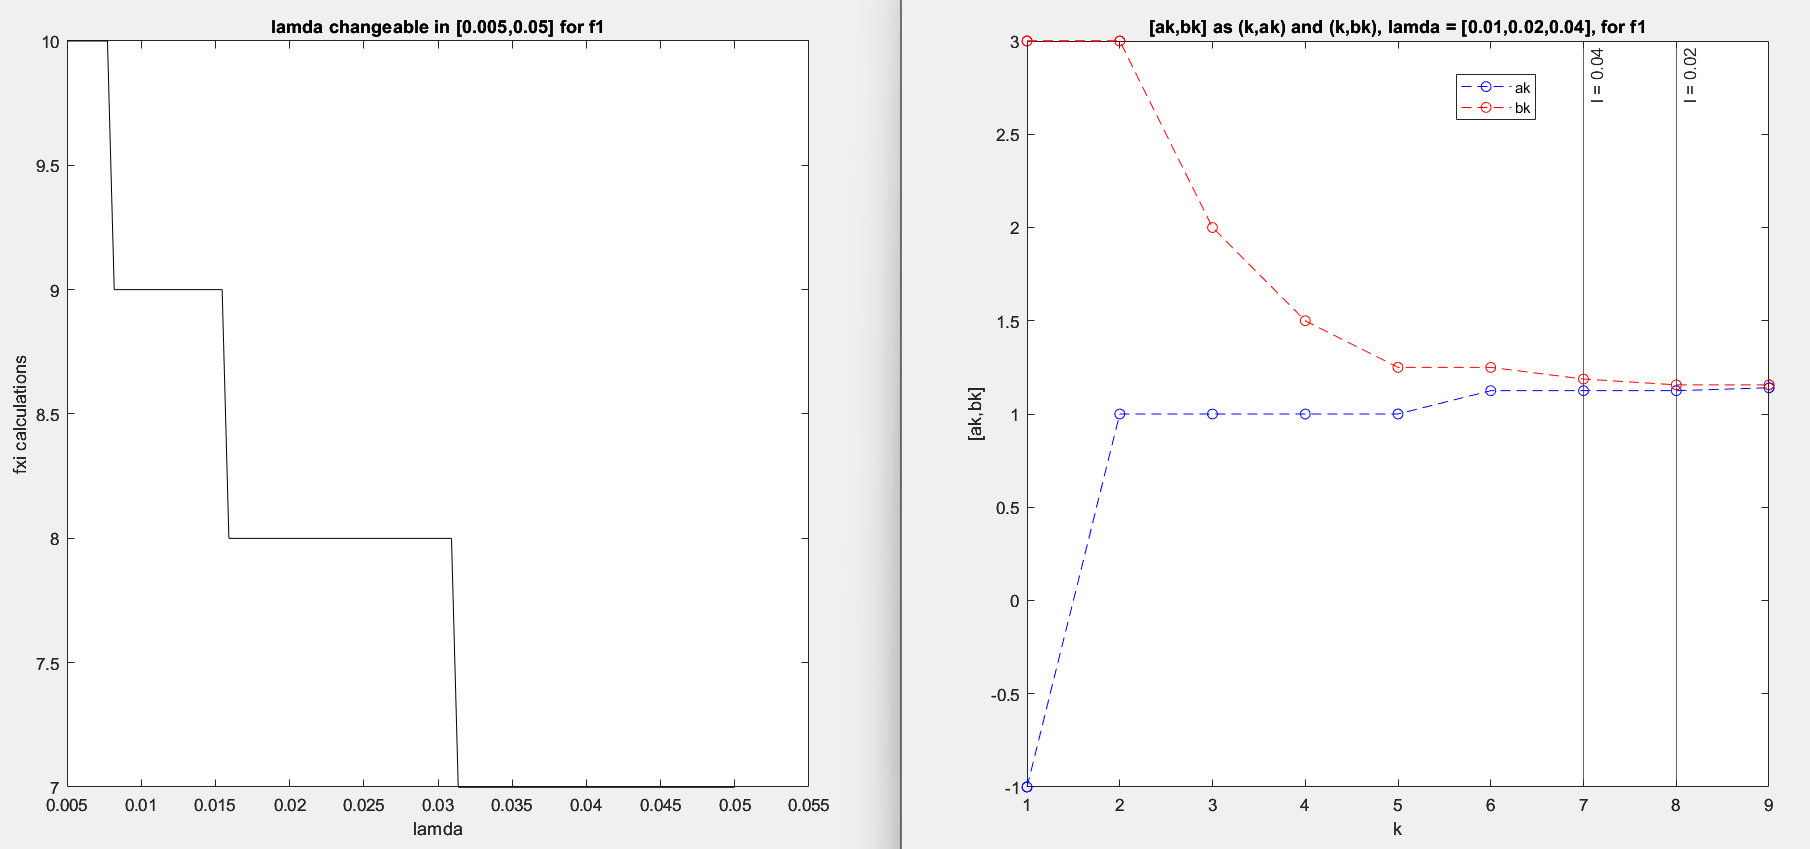 lamda changeable in [0.005,0.05] for f1
10
9.5
9
8.5
8
7.5
7
fxi calculations
0.005 0.01 0.015 0.02 0.025 0.03 0.035 0.04 0.045 0.05 0.055
lamda
[ak,bk] as (k,ak) and (k,bk), lamda = [0.01,0.02,0.04], for f1
3
2.5
2
1.5
1
0.5
0
-0.5
-1
[ak,bk]
l = 0.04
l = 0.02
ak
bk
1 2 3 4 5 6 7 8 9
k